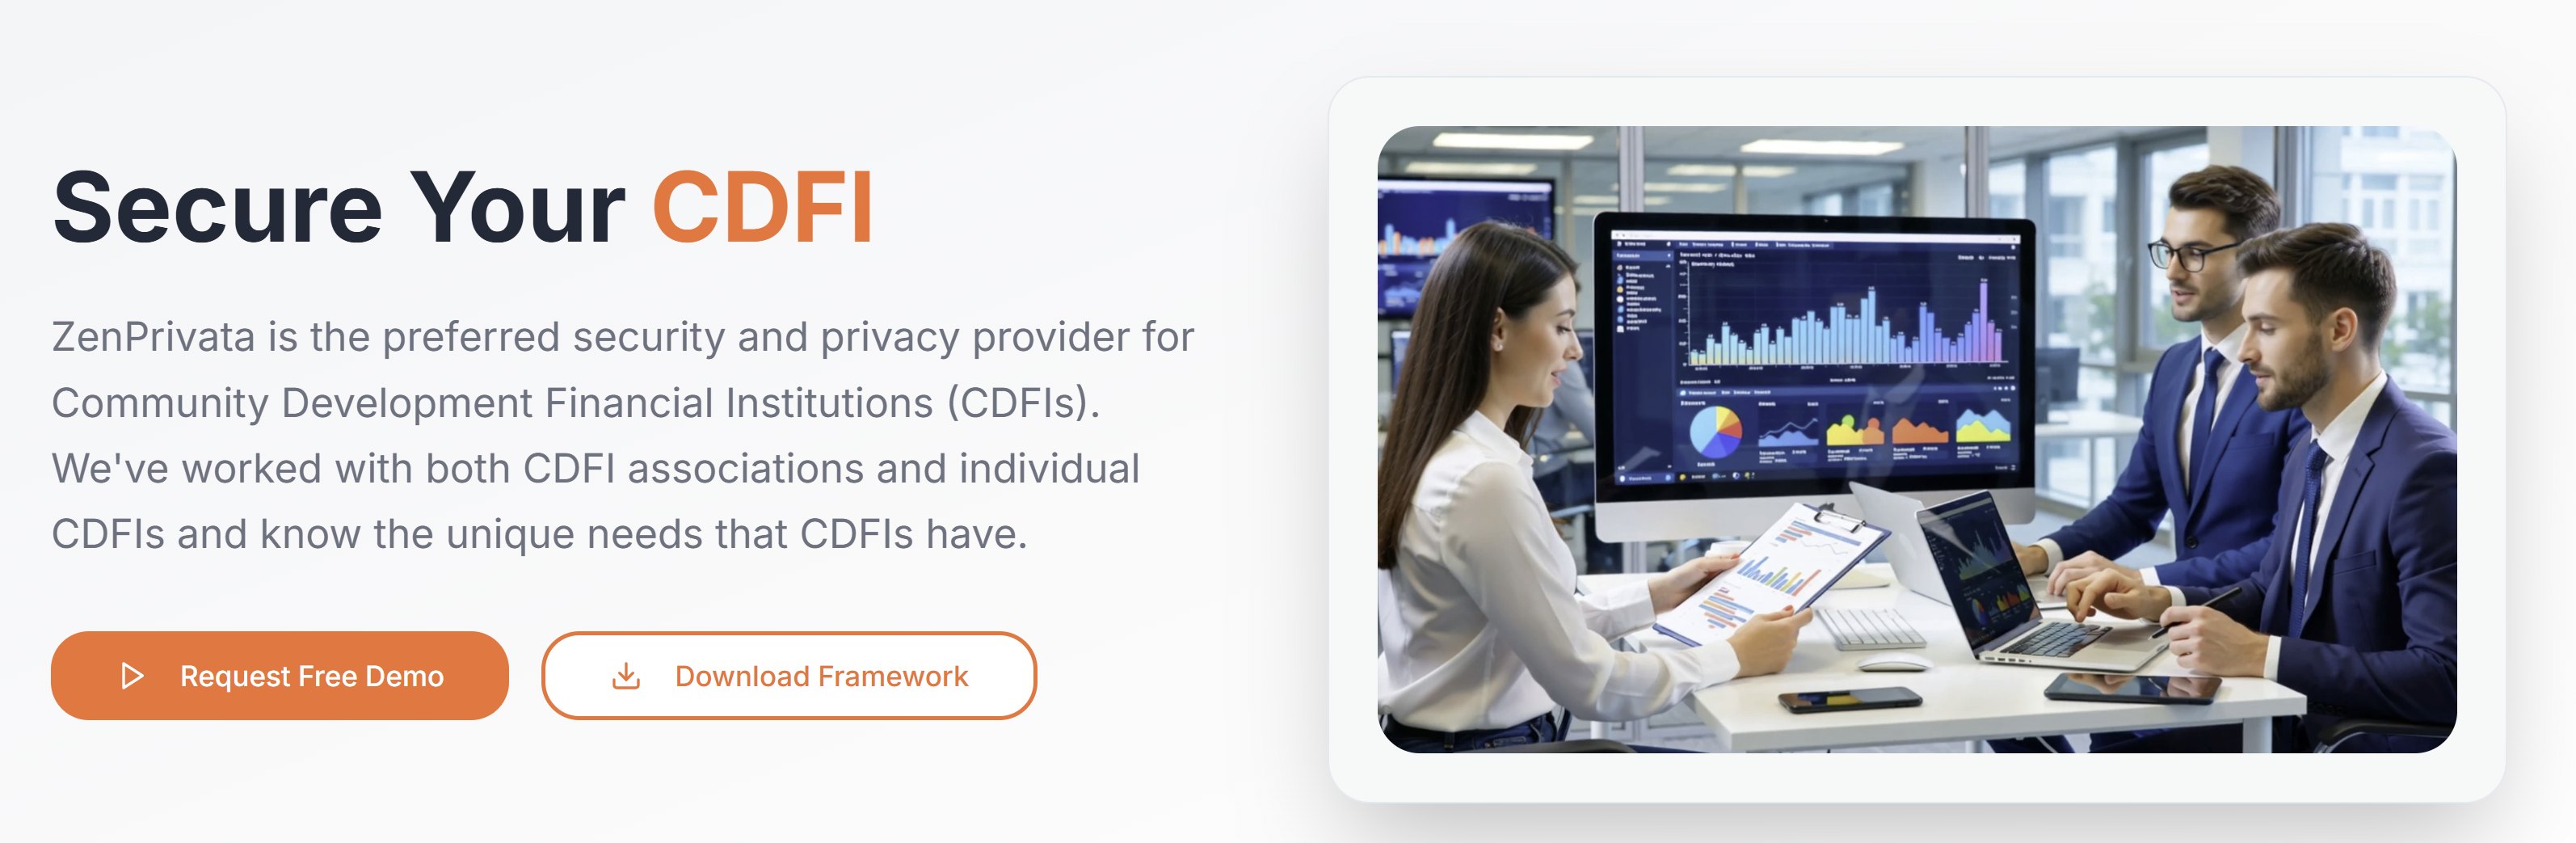 Secure Your CDFI
ZenPrivata is the preferred security and privacy provider for
Community Development Financial Institutions (CDFIs).
We've worked with both CDFI associations and individual
CDFIs and know the unique needs that CDFIs have.
Request Free Demo
Download Framework